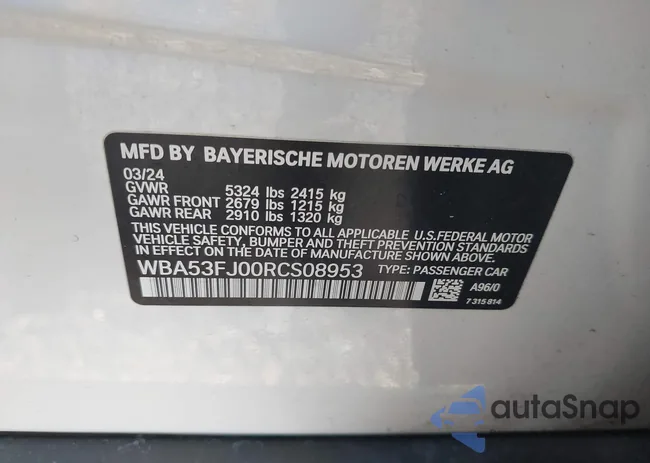 MFD BY BAYERISCHE MOTOREN WERKE AG
03/24
GVWR 5324 lbs 2415 kg
GAWR FRONT 2679 lbs 1215 kg
GAWR REAR 2910 lbs 1320 kg
THIS VEHICLE CONFORMS TO ALL APPLICABLE U.S.FEDERAL MOTOR
VEHICLE SAFETY, BUMPER AND THEFT PREVENTION STANDARDS
IN EFFECT ON THE DATE OF MANUFACTURE SHOWN ABOVE.
WBA53FJ00RCS08953 TYPE: PASSENGER CAR
A96/0
7 315 814
autaSnap